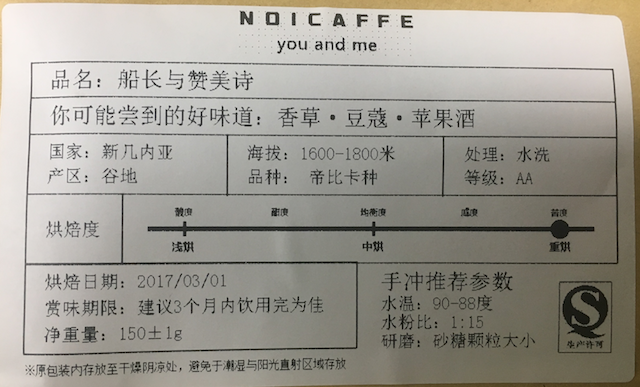 NOICAFFE
you and me
品名：船长与赞美诗
你可能尝到的好味道：香草·豆蔻·苹果酒
国家：新几内亚
产区：谷地
海拔：1600-1800米
品种： 帝比卡种
处理：水洗
等级：AA
烘焙度
酸度
甜度
均衡度
咸度
苦度
浅烘
中烘
重烘
烘焙日期：2017/03/01
赏味期限：建议3个月内饮用完为佳
净重量：150±1g
手冲推荐参数
水温：90-88度
水粉比：1:15
研磨：砂糖颗粒大小
生产许可
※原包装内存放至干燥阴凉处，避免于潮湿与阳光直射区域存放